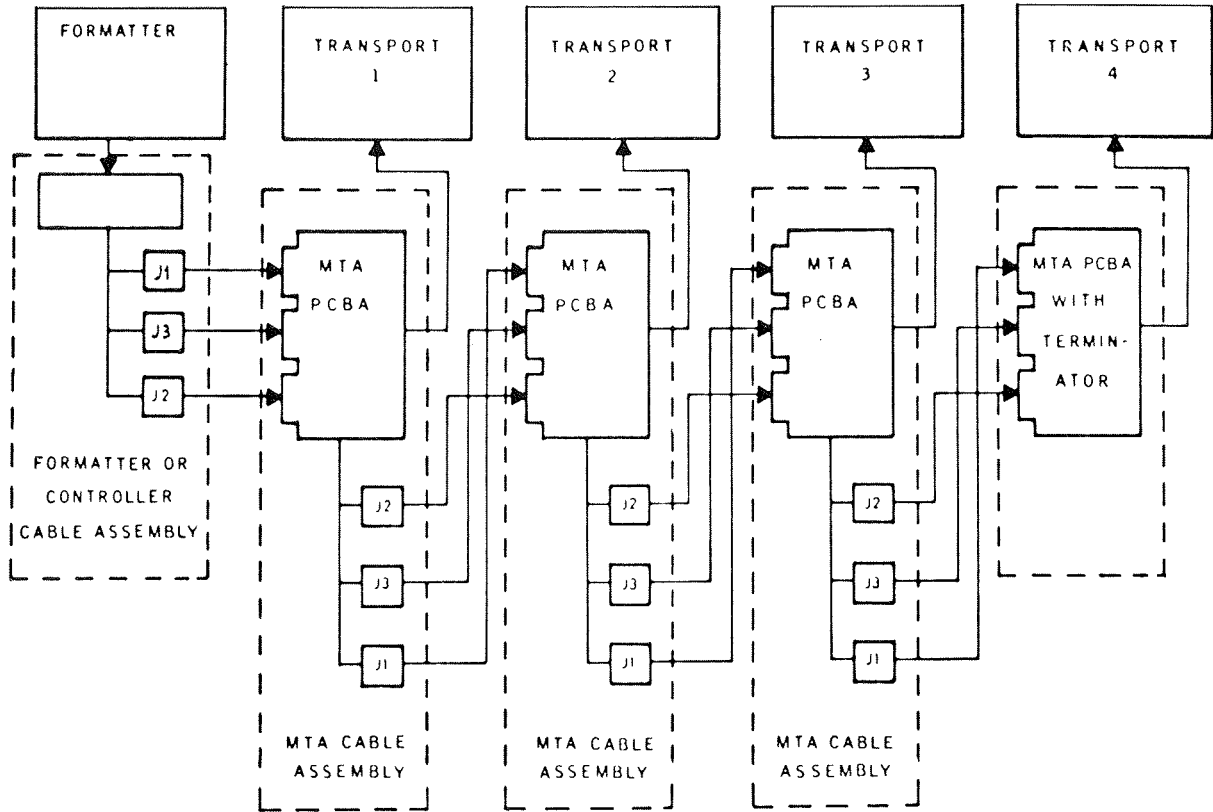 FORMATTER
TRANSPORT
1
TRANSPORT
2
TRANSPORT
3
TRANSPORT
4
J1
J3
J2
FORMATTER OR
CONTROLLER
CABLE ASSEMBLY
MTA
PCBA
J2
J3
J1
MTA CABLE
ASSEMBLY
MTA
PCBA
J2
J3
J1
MTA CABLE
ASSEMBLY
MTA
PCBA
J2
J3
J1
MTA CABLE
ASSEMBLY
MTA PCBA
WITH
TERMIN-
ATOR